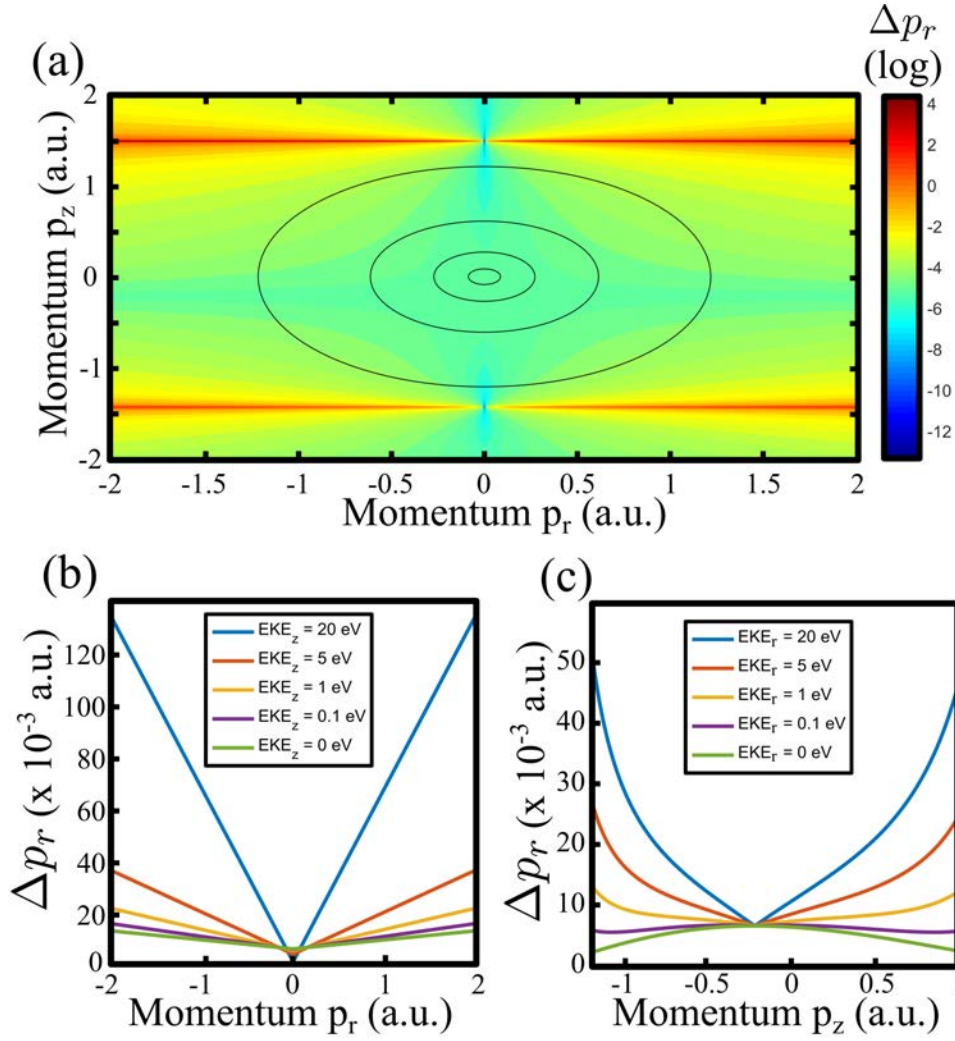 (a)
Δp_r
(log)
Momentum p_z (a.u.)
2
1
0
-1
-2
-2
-1.5
-1
-0.5
0
0.5
1
1.5
2
Momentum p_r (a.u.)
4
2
0
-2
-4
-6
-8
-10
-12
(b)
Δp_r (x 10⁻³ a.u.)
120
100
80
60
40
20
0
EKE_z = 20 eV
EKE_z = 5 eV
EKE_z = 1 eV
EKE_z = 0.1 eV
EKE_z = 0 eV
-2
-1
0
1
2
Momentum p_r (a.u.)
(c)
Δp_r (x 10⁻³ a.u.)
50
40
30
20
10
0
EKE_r = 20 eV
EKE_r = 5 eV
EKE_r = 1 eV
EKE_r = 0.1 eV
EKE_r = 0 eV
-1
-0.5
0
0.5
1
Momentum p_z (a.u.)